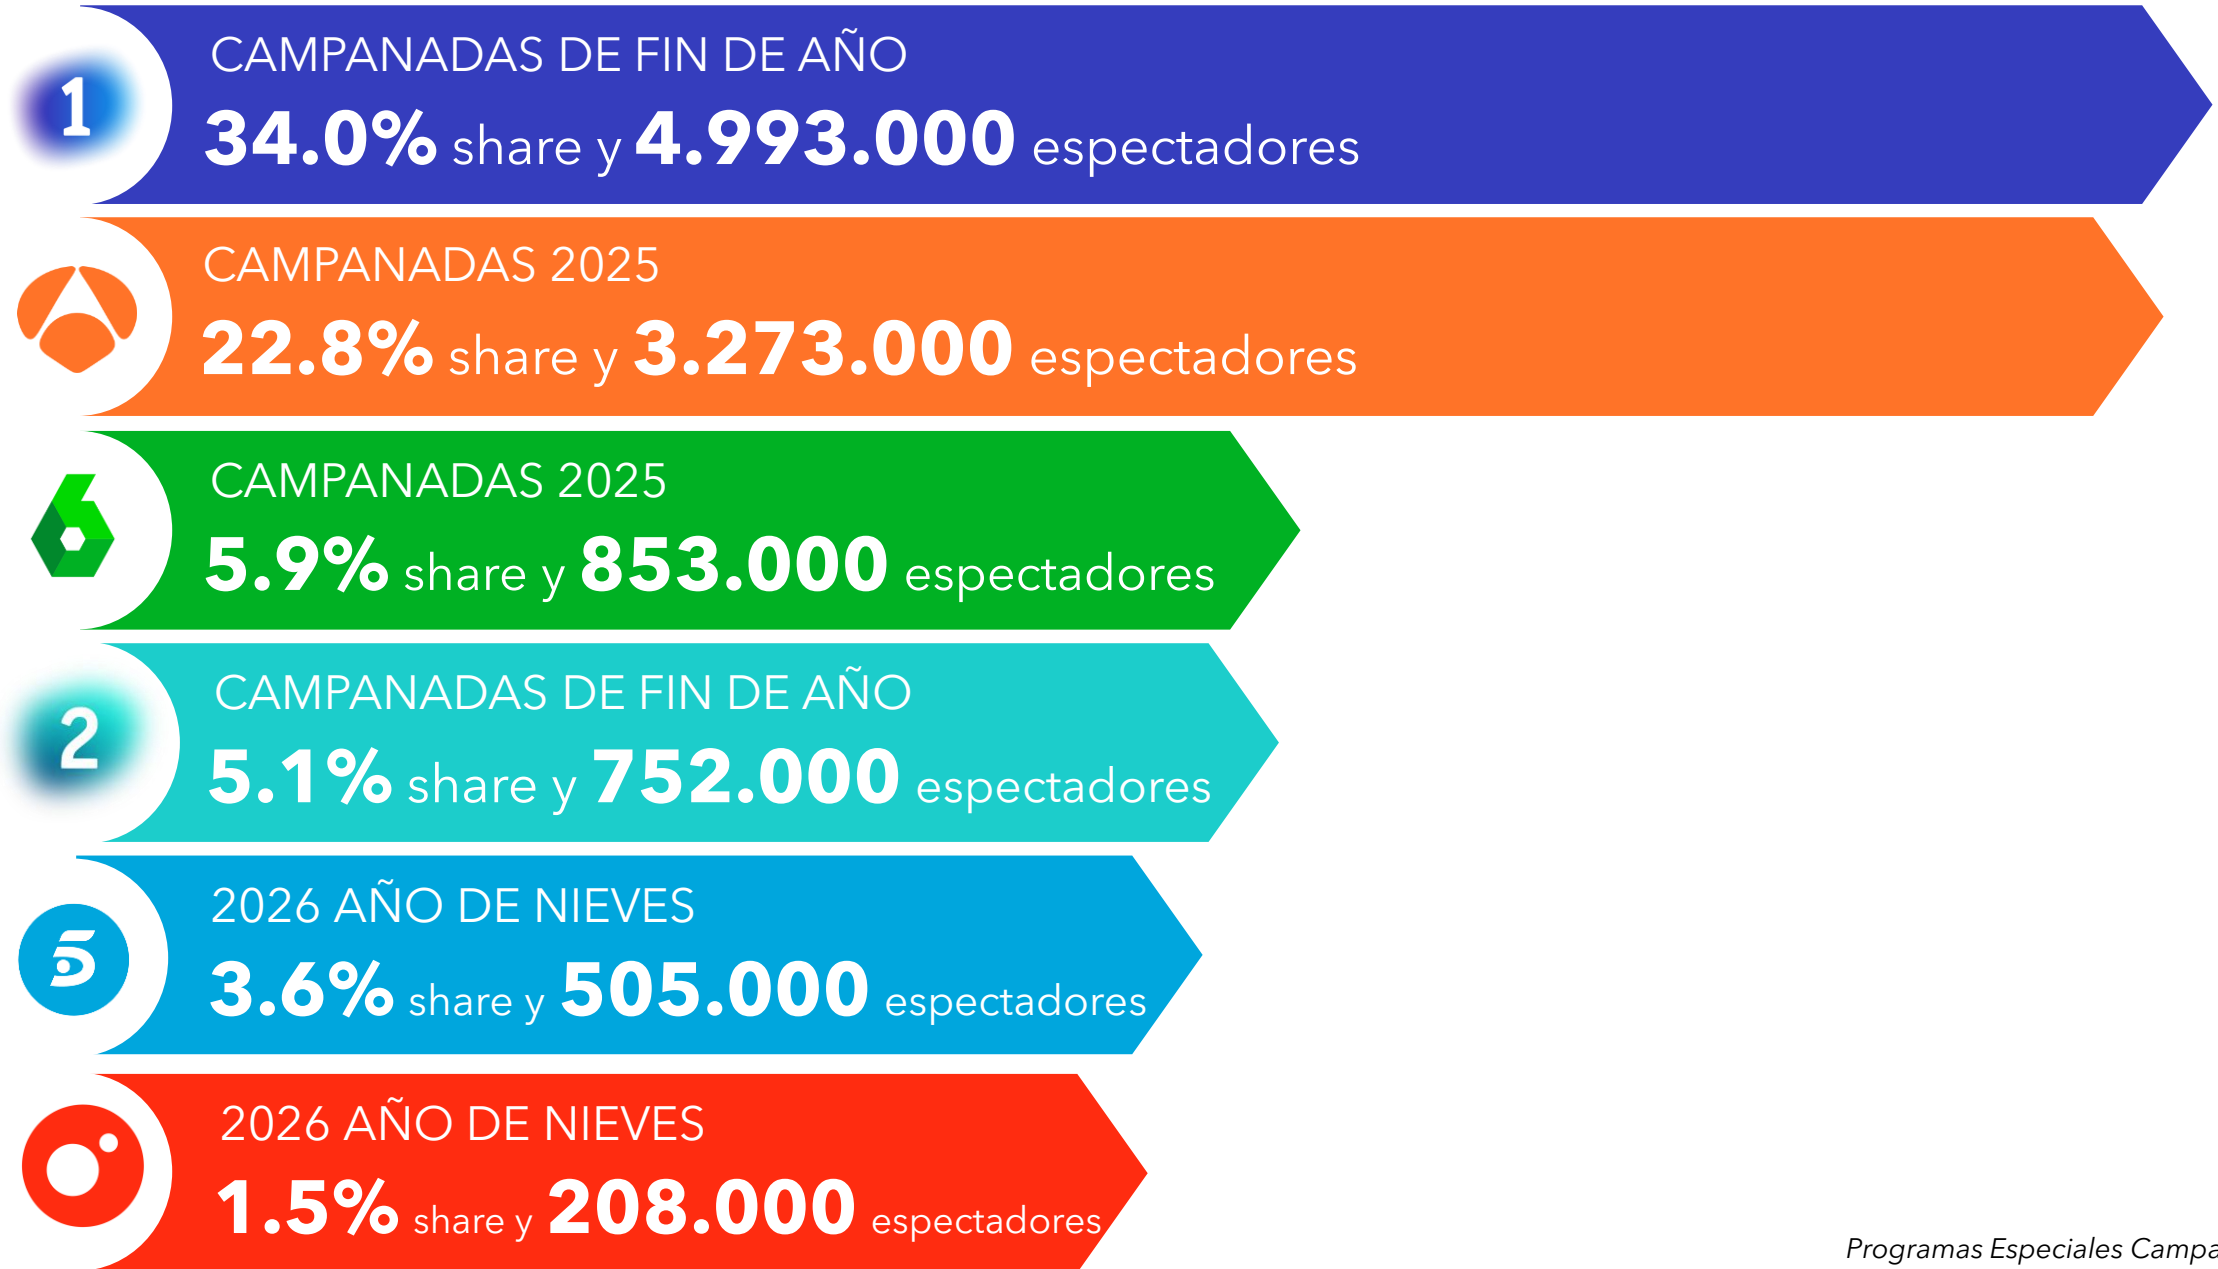 1
CAMPANADAS DE FIN DE AÑO
34.0% share y 4.993.000 espectadores
CAMPANADAS 2025
22.8% share y 3.273.000 espectadores
6
CAMPANADAS 2025
5.9% share y 853.000 espectadores
2
CAMPANADAS DE FIN DE AÑO
5.1% share y 752.000 espectadores
5
2026 AÑO DE NIEVES
3.6% share y 505.000 espectadores
2026 AÑO DE NIEVES
1.5% share y 208.000 espectadores
Programas Especiales Campa